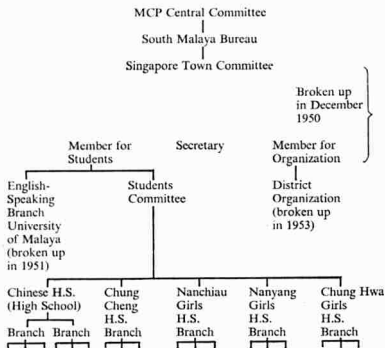 MCP Central Committee
South Malaya Bureau
Singapore Town Committee
Broken up
in December
1950
Member for
Students
Secretary
Member for
Organization
English-
Speaking
Branch
University
of Malaya
(broken up
in 1951)
Students
Committee
District
Organization
(broken up
in 1953)
Chinese H.S.
(High School)
Chung
Cheng
H.S.
Branch
Nanchiau
Girls
H.S.
Branch
Nanyang
Girls
H.S.
Branch
Chung Hwa
Girls
H.S.
Branch
Branch Branch